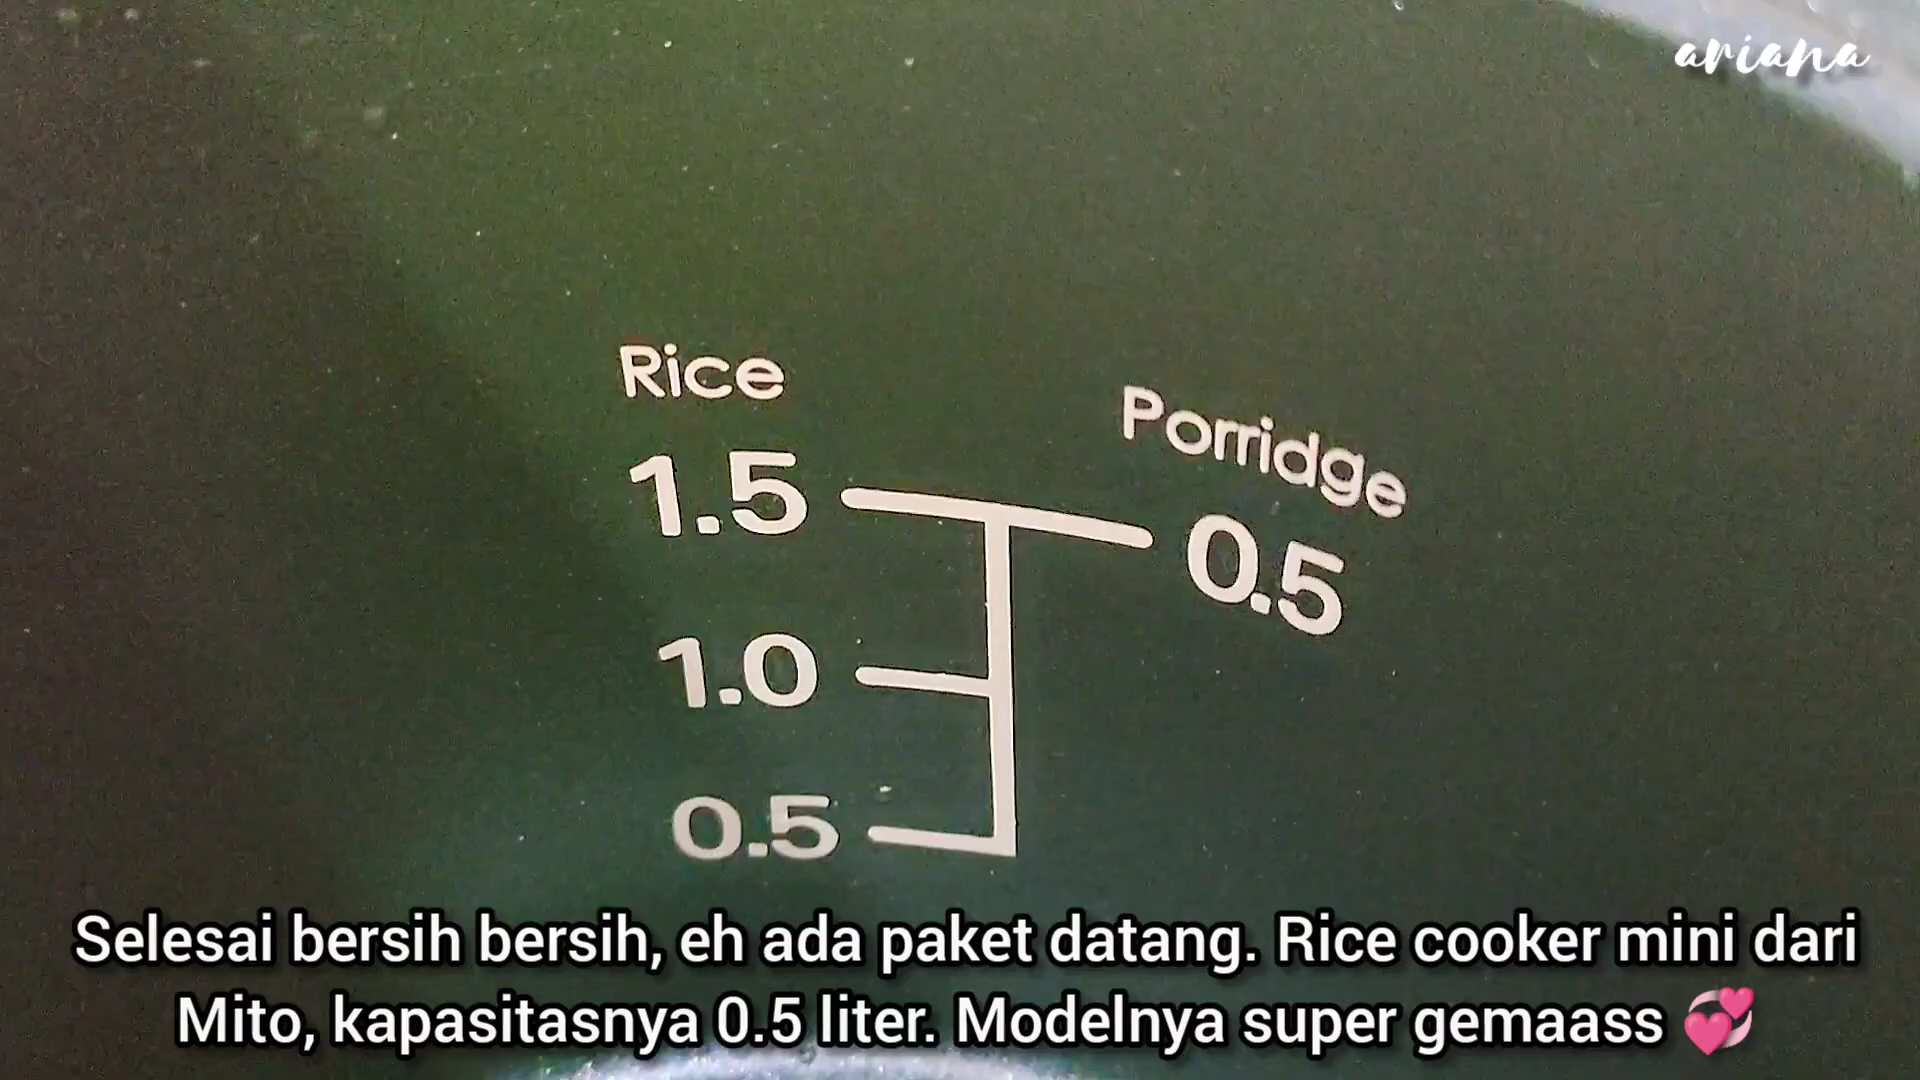 ariana
Rice
Porridge
1.5
0.5
1.0
0.5
Selesai bersih bersih, eh ada paket datang. Rice cooker mini dari
Mito, kapasitasnya 0.5 liter. Modelnya super gemaass 💞